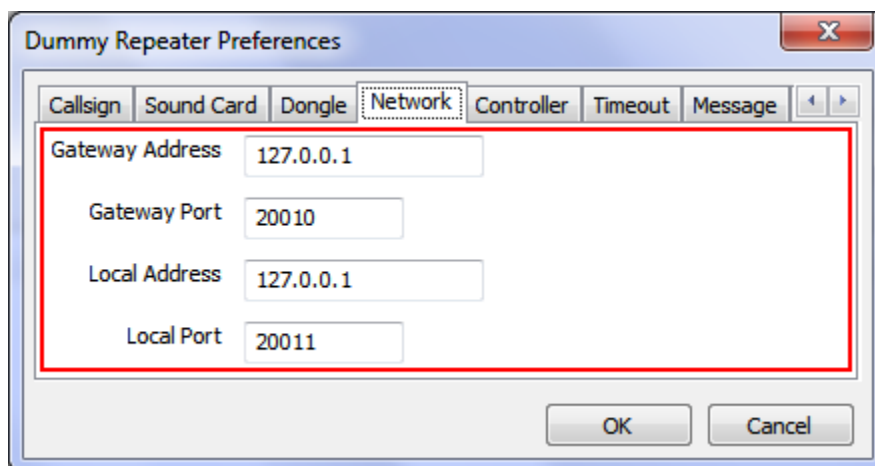 Dummy Repeater Preferences
Callsign Sound Card Dongle Network Controller Timeout Message
Gateway Address 127.0.0.1
Gateway Port 20010
Local Address 127.0.0.1
Local Port 20011
OK Cancel